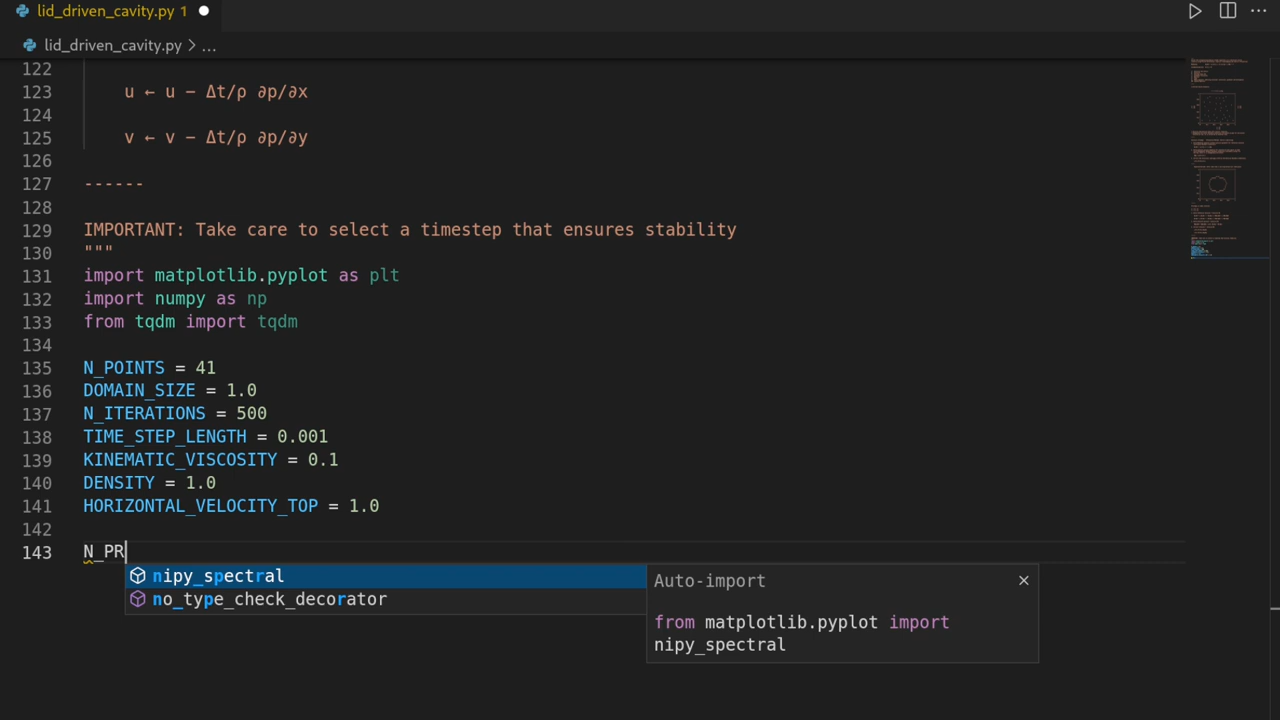 lid_driven_cavity.py 1
lid_driven_cavity.py > ...
122
123 u ← u − Δt/ρ ∂p/∂x
124
125 v ← v − Δt/ρ ∂p/∂y
126
127 ------
128
129 IMPORTANT: Take care to select a timestep that ensures stability
130 """
131 import matplotlib.pyplot as plt
132 import numpy as np
133 from tqdm import tqdm
134
135 N_POINTS = 41
136 DOMAIN_SIZE = 1.0
137 N_ITERATIONS = 500
138 TIME_STEP_LENGTH = 0.001
139 KINEMATIC_VISCOSITY = 0.1
140 DENSITY = 1.0
141 HORIZONTAL_VELOCITY_TOP = 1.0
142
143 N_PR
nipy_spectral
no_type_check_decorator
Auto-import
from matplotlib.pyplot import
nipy_spectral